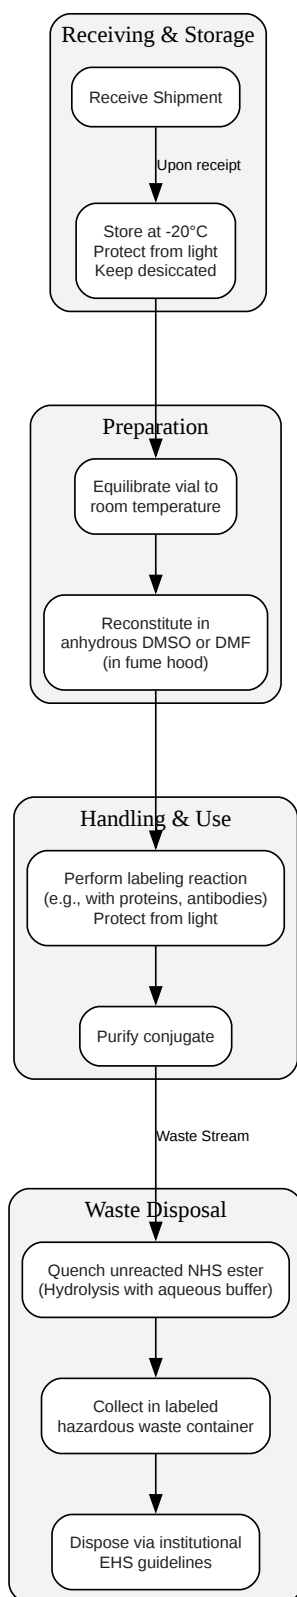 Receiving & Storage
Receive Shipment
Upon receipt
Store at -20°C
Protect from light
Keep desiccated
Preparation
Equilibrate vial to
room temperature
Reconstitute in
anhydrous DMSO or DMF
(in fume hood)
Handling & Use
Perform labeling reaction
(e.g., with proteins, antibodies)
Protect from light
Purify conjugate
Waste Stream
Waste Disposal
Quench unreacted NHS ester
(Hydrolysis with aqueous buffer)
Collect in labeled
hazardous waste container
Dispose via institutional
EHS guidelines